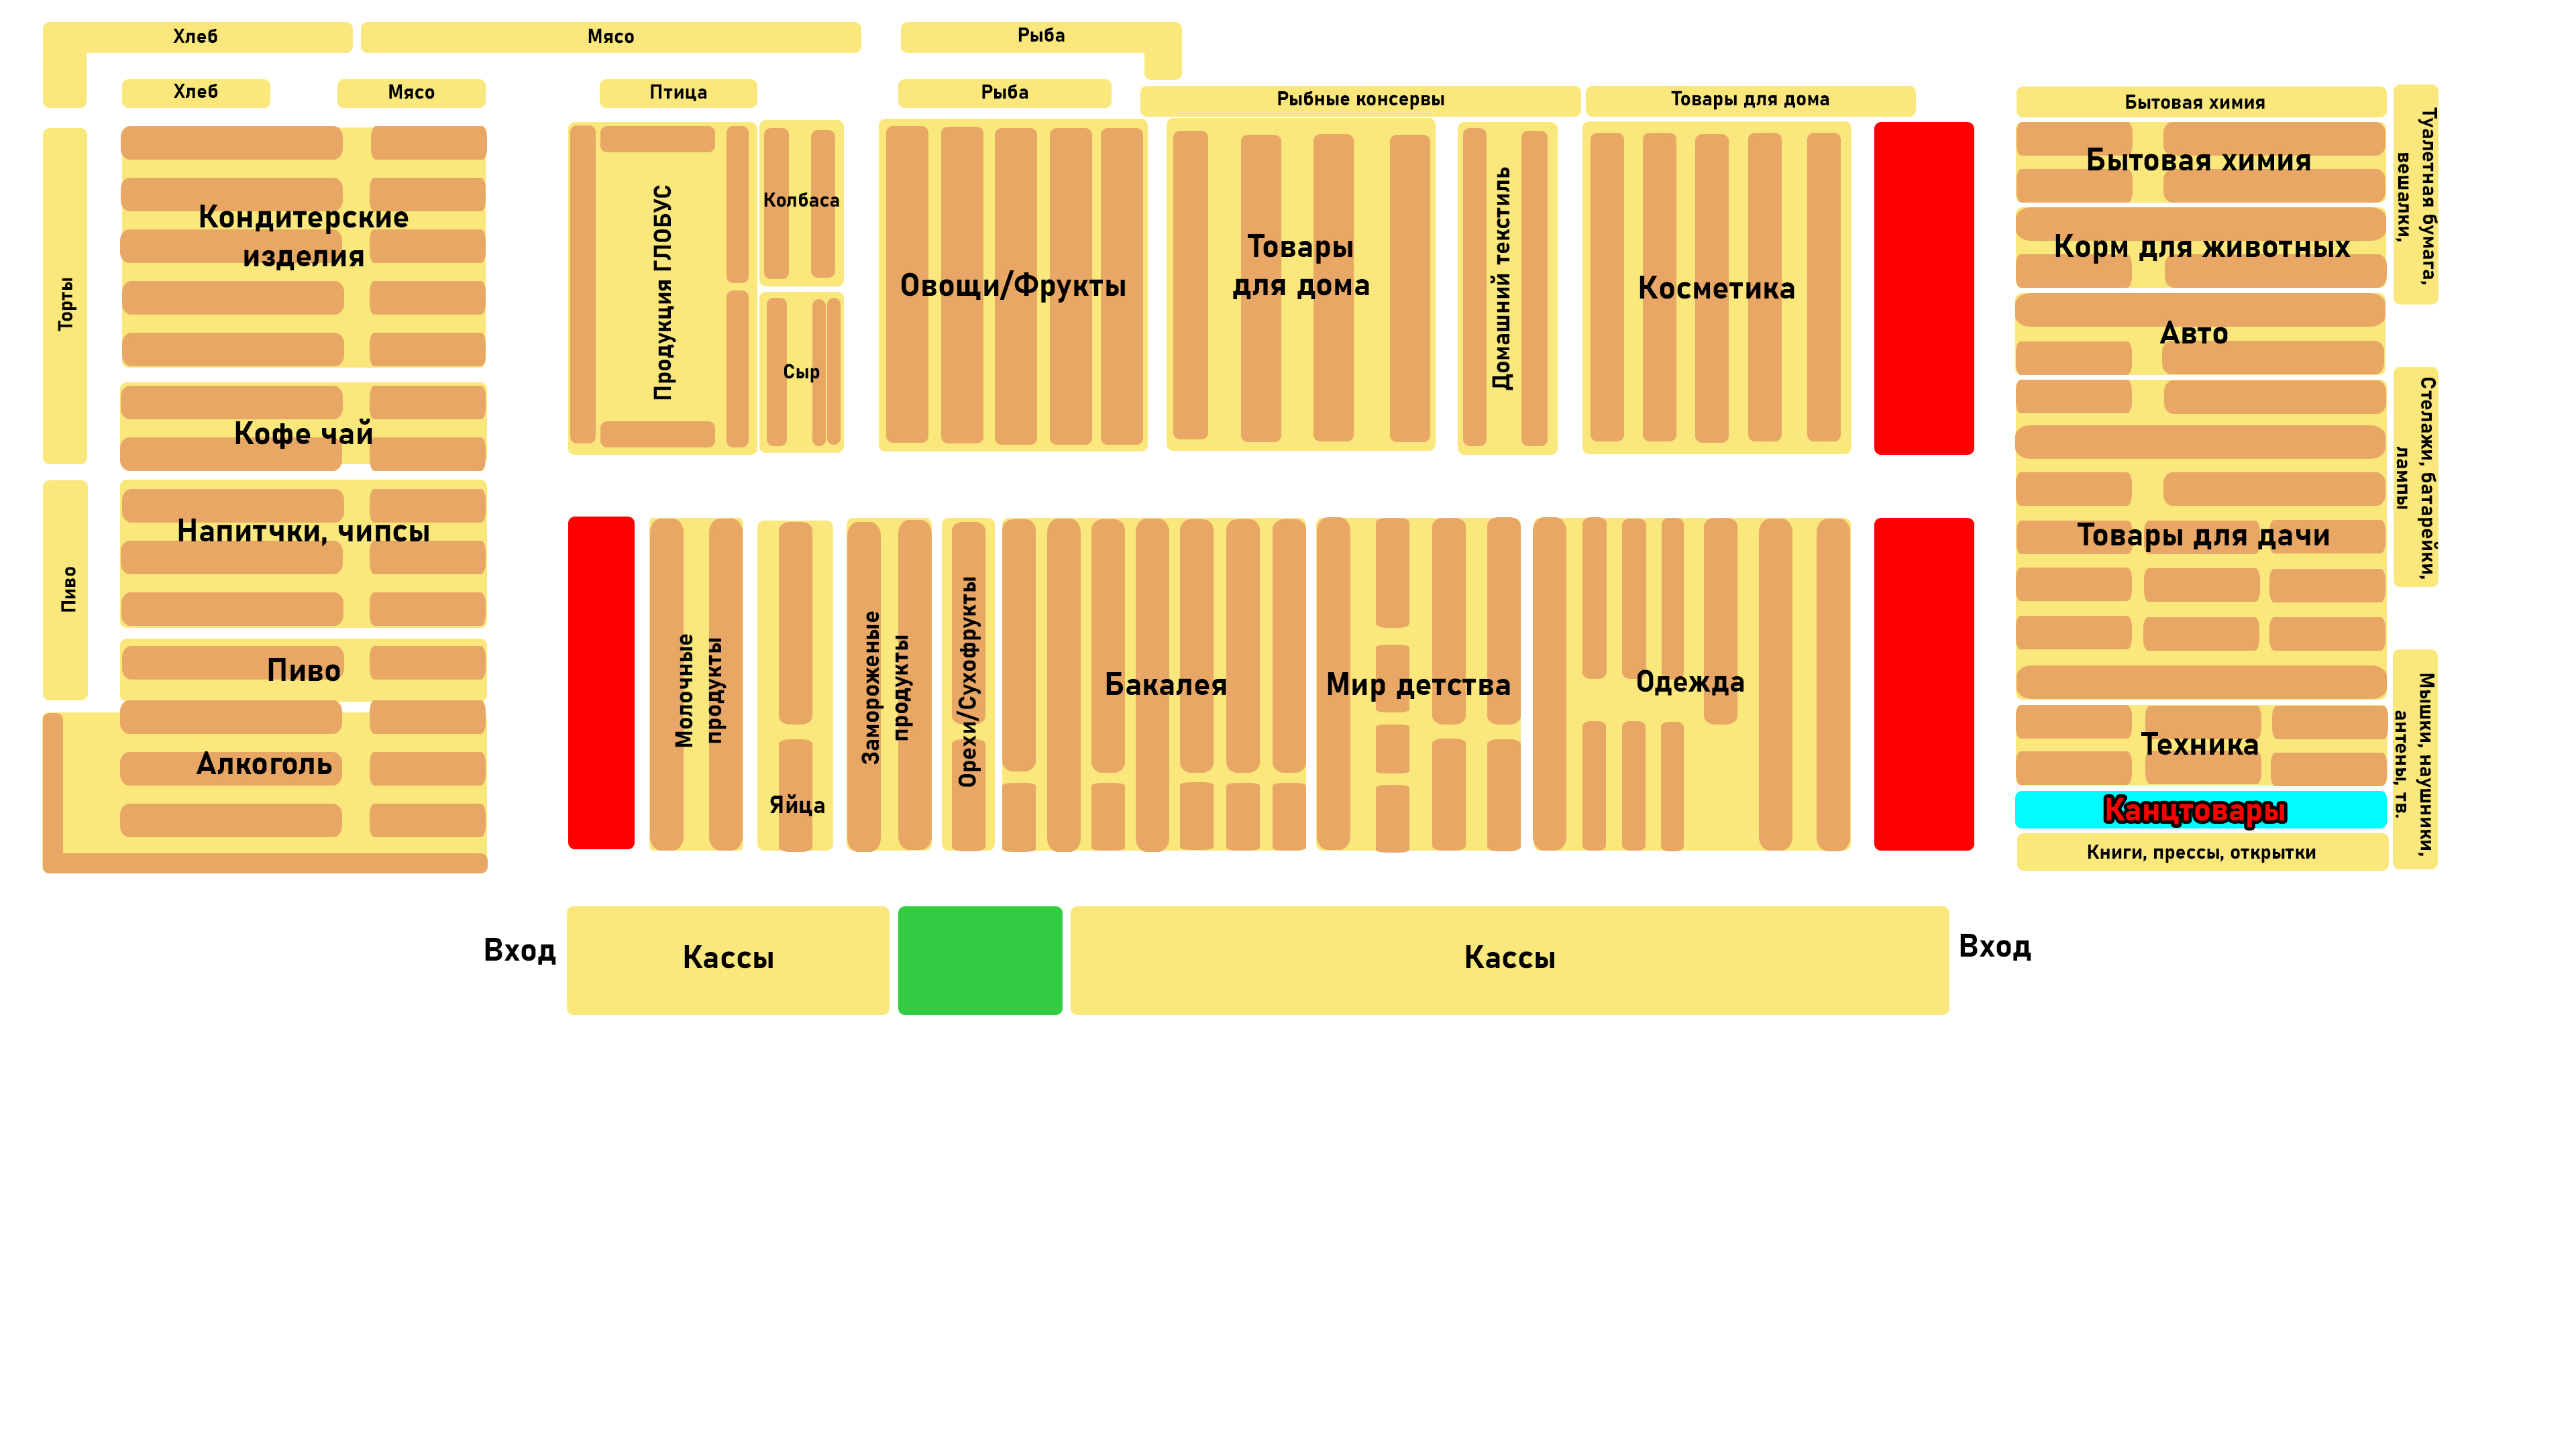 Хлеб
Мясо
Рыба
Хлеб
Мясо
Птица
Рыба
Рыбные консервы
Товары для дома
Бытовая химия
Туалетная бумага,
вешалки,
Торты
Кондитерские
изделия
Продукция ГЛОБУС
Колбаса
Сыр
Овощи/Фрукты
Товары
для дома
Домашний текстиль
Косметика
Бытовая химия
Корм для животных
Авто
Стелажи, батарейки,
лампы
Кофе чай
Пиво
Напитчки, чипсы
Пиво
Алкоголь
Молочные
продукты
Яйца
Замороженые
продукты
Орехи/Сухофрукты
Бакалея
Мир детства
Одежда
Товары для дачи
Техника
Мышки, наушники,
антены, тв.
Канцтовары
Книги, прессы, открытки
Вход
Кассы
Кассы
Вход